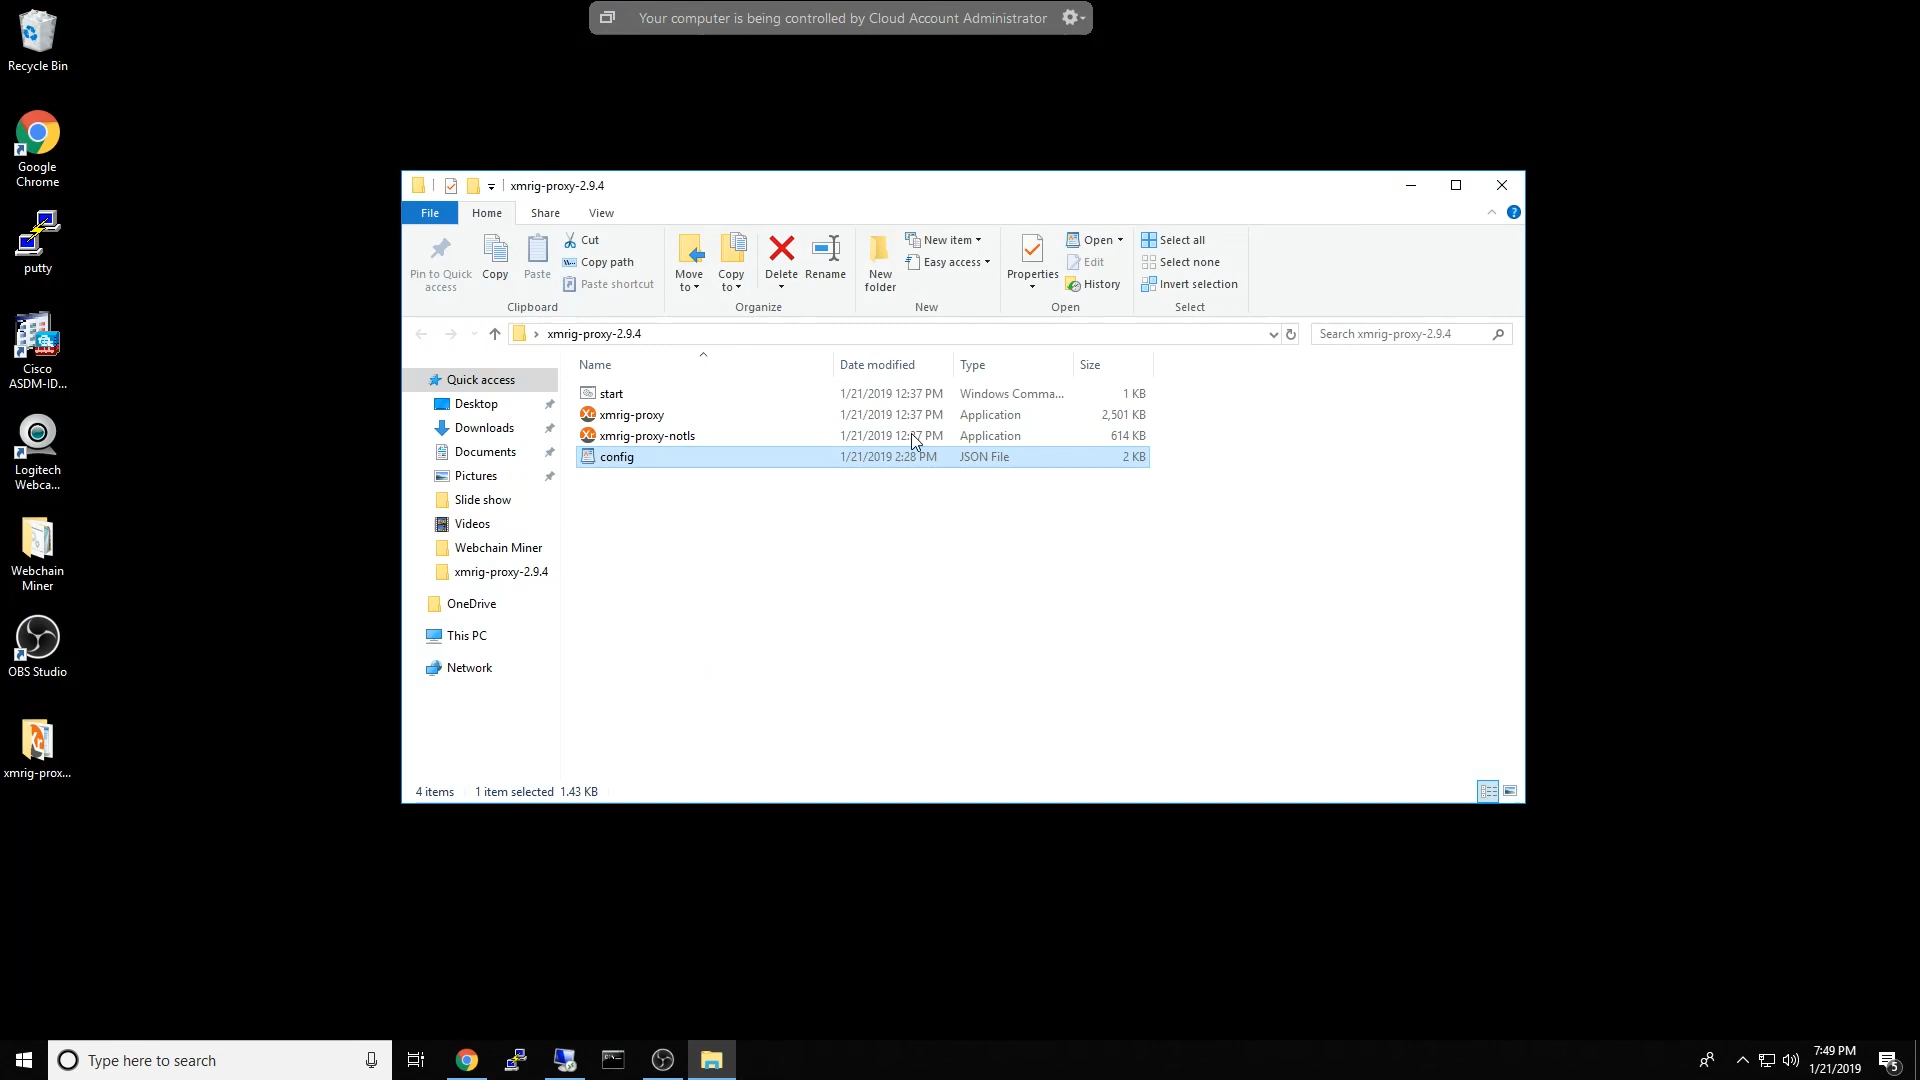 Your computer is being controlled by Cloud Account Administrator
Recycle Bin
Google
Chrome
putty
Cisco
ASDM-ID...
Logitech
Webca...
Webchain
Miner
OBS Studio
xmrig-prox...
xmrig-proxy-2.9.4
File
Home
Share
View
Pin to Quick
access
Copy
Paste
Cut
Copy path
Paste shortcut
Clipboard
Move
to
Copy
to
Delete
Rename
Organize
New
folder
New item
Easy access
New
Properties
Open
Edit
History
Open
Select all
Select none
Invert selection
Select
xmrig-proxy-2.9.4
Search xmrig-proxy-2.9.4
Quick access
Desktop
Downloads
Documents
Pictures
Slide show
Videos
Webchain Miner
xmrig-proxy-2.9.4
OneDrive
This PC
Network
Name Date modified Type Size
start 1/21/2019 12:37 PM Windows Comma... 1 KB
xmrig-proxy 1/21/2019 12:37 PM Application 2,501 KB
xmrig-proxy-notls 1/21/2019 12:37 PM Application 614 KB
config 1/21/2019 2:28 PM JSON File 2 KB
4 items 1 item selected 1.43 KB
Type here to search
7:49 PM
1/21/2019
5